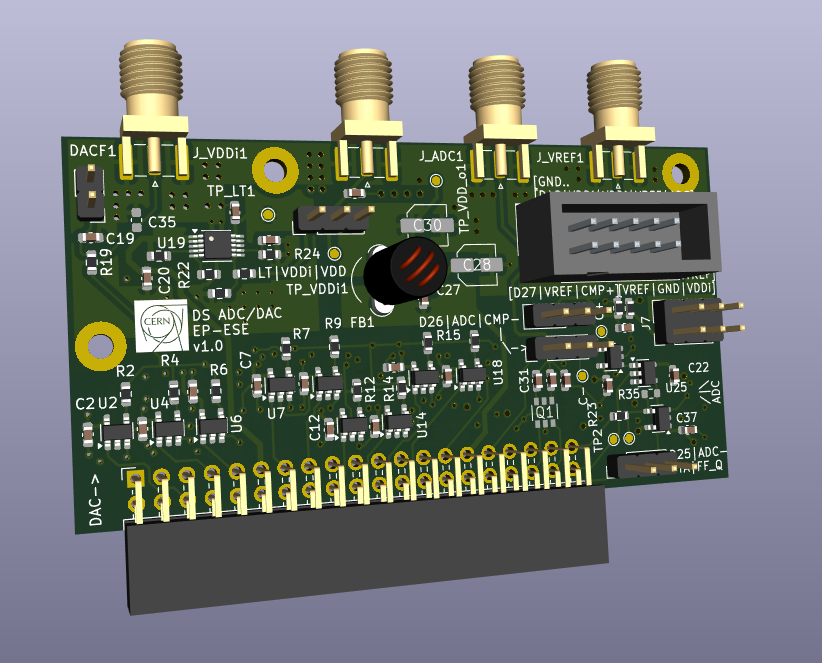 DACF1
J_VDDi1
J_ADC1
J_VREF1
TP_LT1
TP_VDD_o1
[GND..
C35
C30
C19
U19
R24
R19
C20
R22
LT|VDDi|VDD
C28
TP_VDDi1
C27
[D27|VREF|CMP+]
[VREF|GND|VDDi]
CERN
DS ADC/DAC
EP-ESE
v1.0
FB1
D26|ADC|CMP-
J7
R2
R4
R6
C7
R7
R9
R15
R12
R14
U18
C31
C22
U25
R35
ADC
C2
U2
U4
U6
U7
C12
U14
Q1
R23
C37
TP2
25|ADC-
FF_Q
DAC->